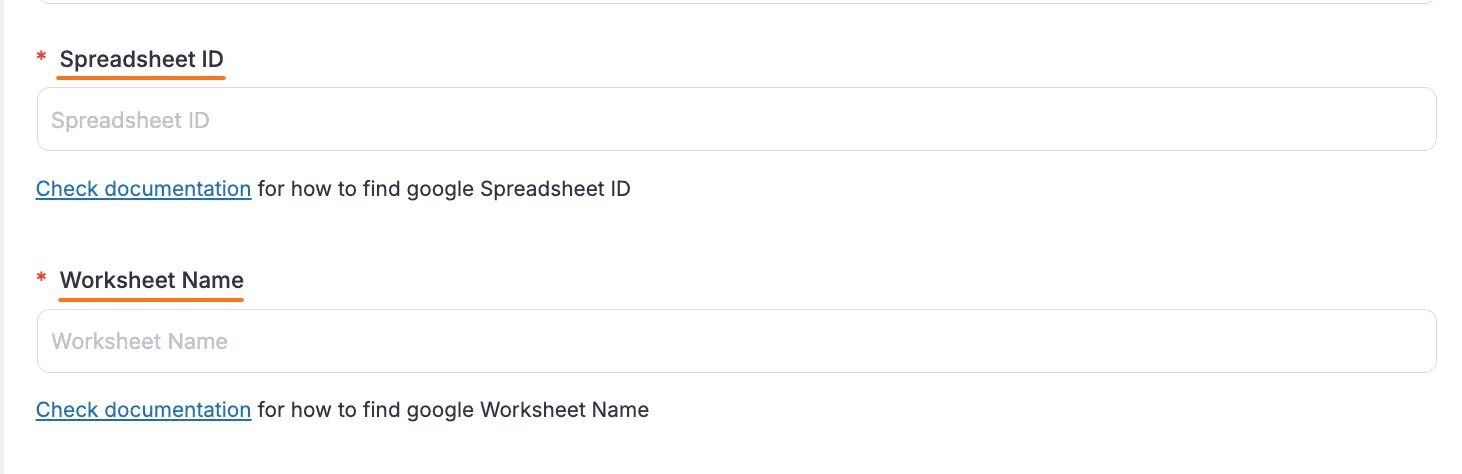 * Spreadsheet ID
Spreadsheet ID
Check documentation for how to find google Spreadsheet ID
* Worksheet Name
Worksheet Name
Check documentation for how to find google Worksheet Name